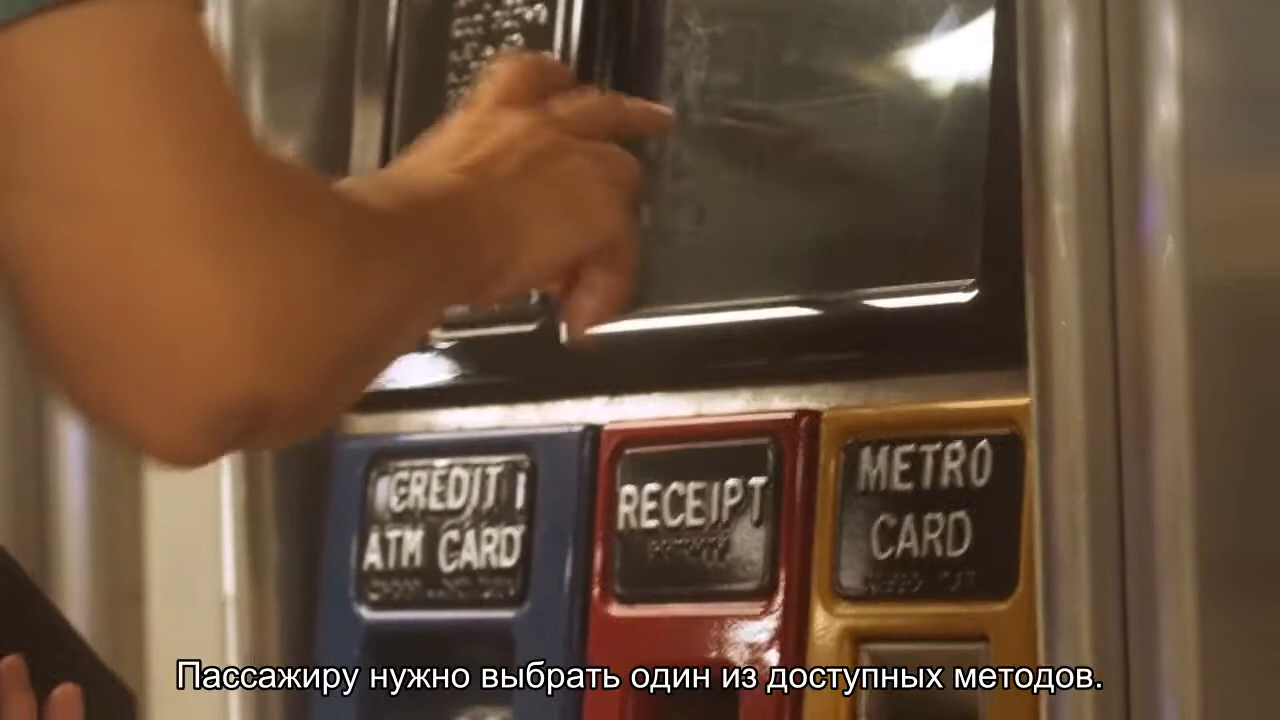 CREDIT
ATM CARD
RECEIPT
METRO
CARD
Пассажиру нужно выбрать один из доступных методов.